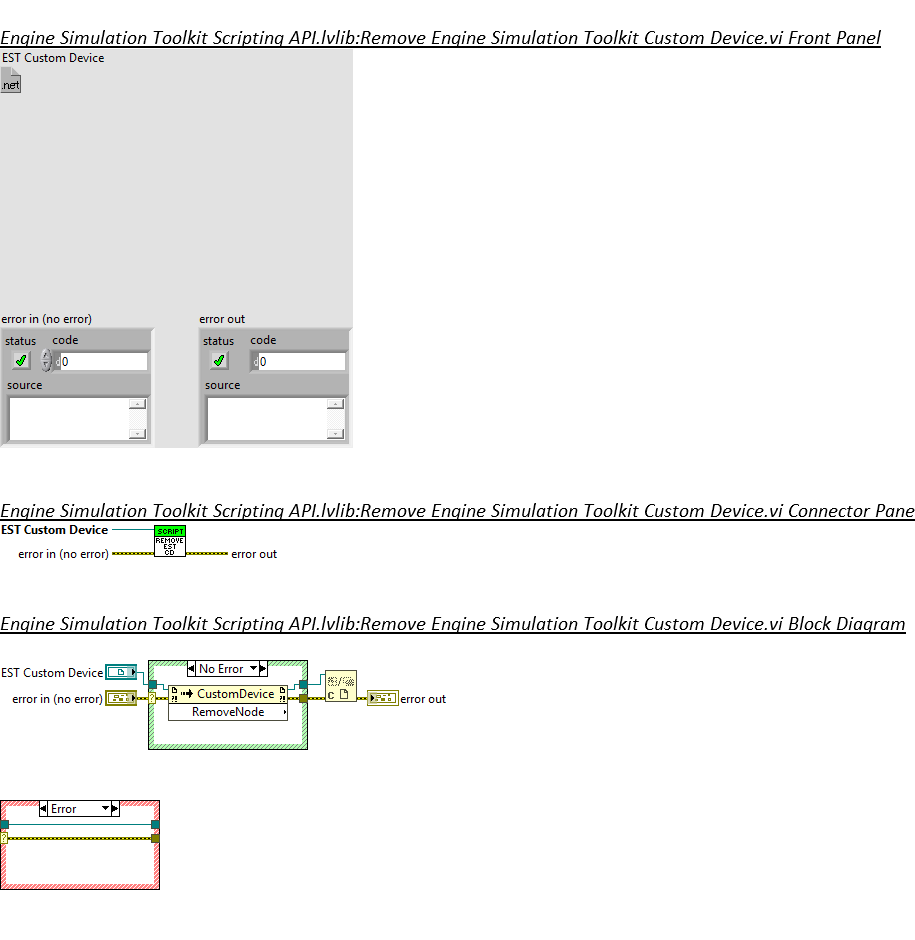 Engine Simulation Toolkit Scripting API.lvlib:Remove Engine Simulation Toolkit Custom Device.vi Front Panel
EST Custom Device
.net
error in (no error)
error out
status code
status code
0
0
source
source
Engine Simulation Toolkit Scripting API.lvlib:Remove Engine Simulation Toolkit Custom Device.vi Connector Pane
EST Custom Device
SCRIPT
REMOVE
EST
CD
error in (no error)
error out
Engine Simulation Toolkit Scripting API.lvlib:Remove Engine Simulation Toolkit Custom Device.vi Block Diagram
No Error
EST Custom Device
CustomDevice
C
error in (no error)
?
error out
RemoveNode
Error
?